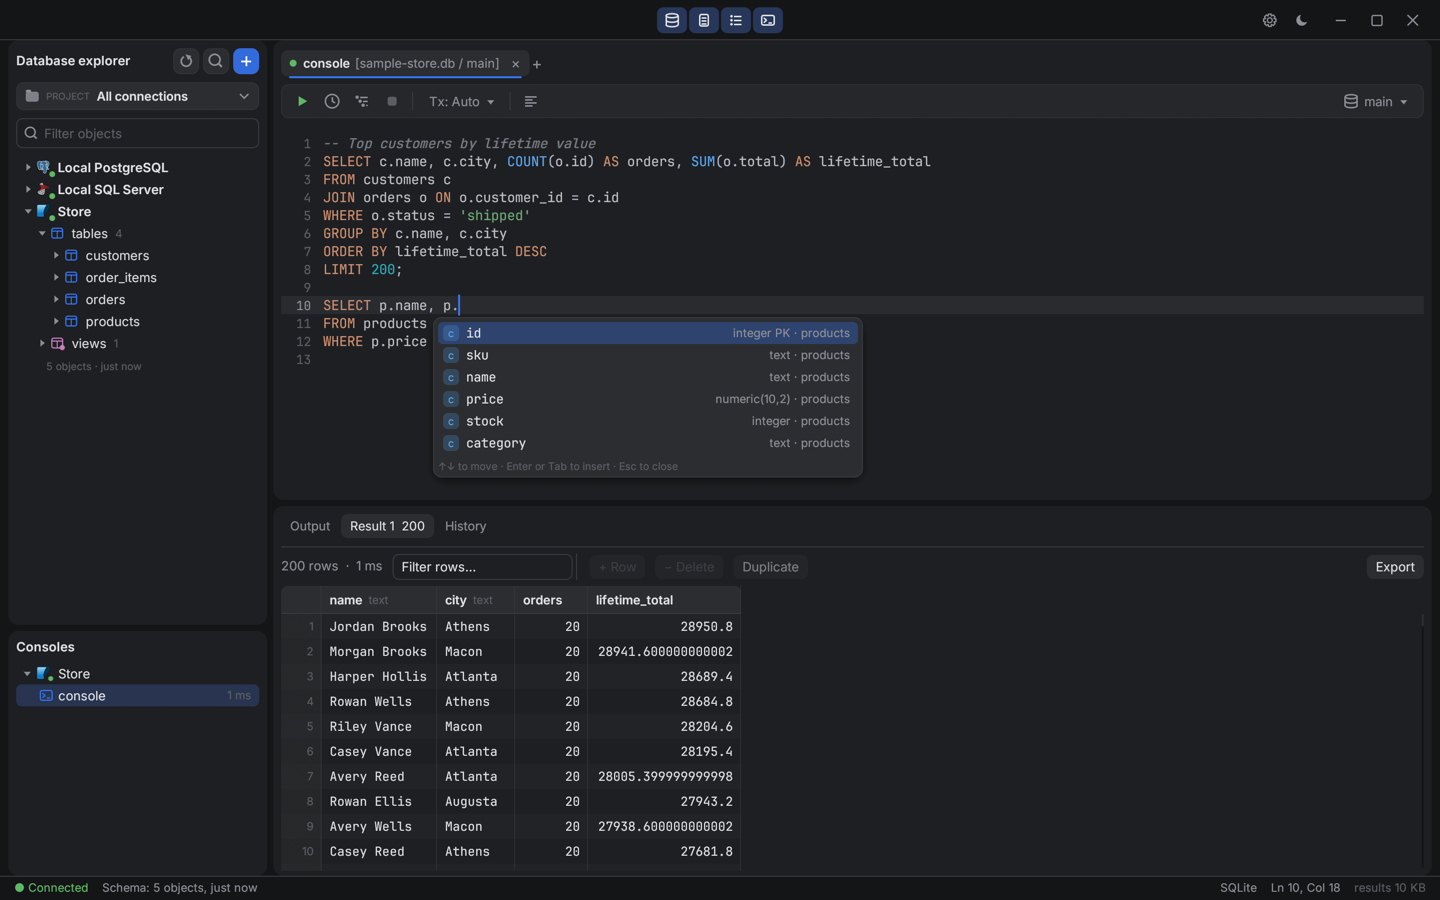 Database explorer
PROJECT All connections
Filter objects
Local PostgreSQL
Local SQL Server
Store
tables 4
customers
order_items
orders
products
views 1
5 objects · just now
Consoles
Store
console 1 ms
console [sample-store.db / main] × +
Tx: Auto
main
1 -- Top customers by lifetime value
2 SELECT c.name, c.city, COUNT(o.id) AS orders, SUM(o.total) AS lifetime_total
3 FROM customers c
4 JOIN orders o ON o.customer_id = c.id
5 WHERE o.status = 'shipped'
6 GROUP BY c.name, c.city
7 ORDER BY lifetime_total DESC
8 LIMIT 200;
9
10 SELECT p.name, p.
11 FROM products
12 WHERE p.price
13
c id integer PK · products
c sku text · products
c name text · products
c price numeric(10,2) · products
c stock integer · products
c category text · products
↑↓ to move · Enter or Tab to insert · Esc to close
Output Result 1 200 History
200 rows · 1 ms Filter rows... + Row − Delete Duplicate Export
name text city text orders lifetime_total
1 Jordan Brooks Athens 20 28950.8
2 Morgan Brooks Macon 20 28941.600000000002
3 Harper Hollis Atlanta 20 28689.4
4 Rowan Wells Athens 20 28684.8
5 Riley Vance Macon 20 28204.6
6 Casey Vance Atlanta 20 28195.4
7 Avery Reed Atlanta 20 28005.399999999998
8 Rowan Ellis Augusta 20 27943.2
9 Avery Wells Macon 20 27938.600000000002
10 Casey Reed Athens 20 27681.8
Connected Schema: 5 objects, just now
SQLite Ln 10, Col 18 results 10 KB